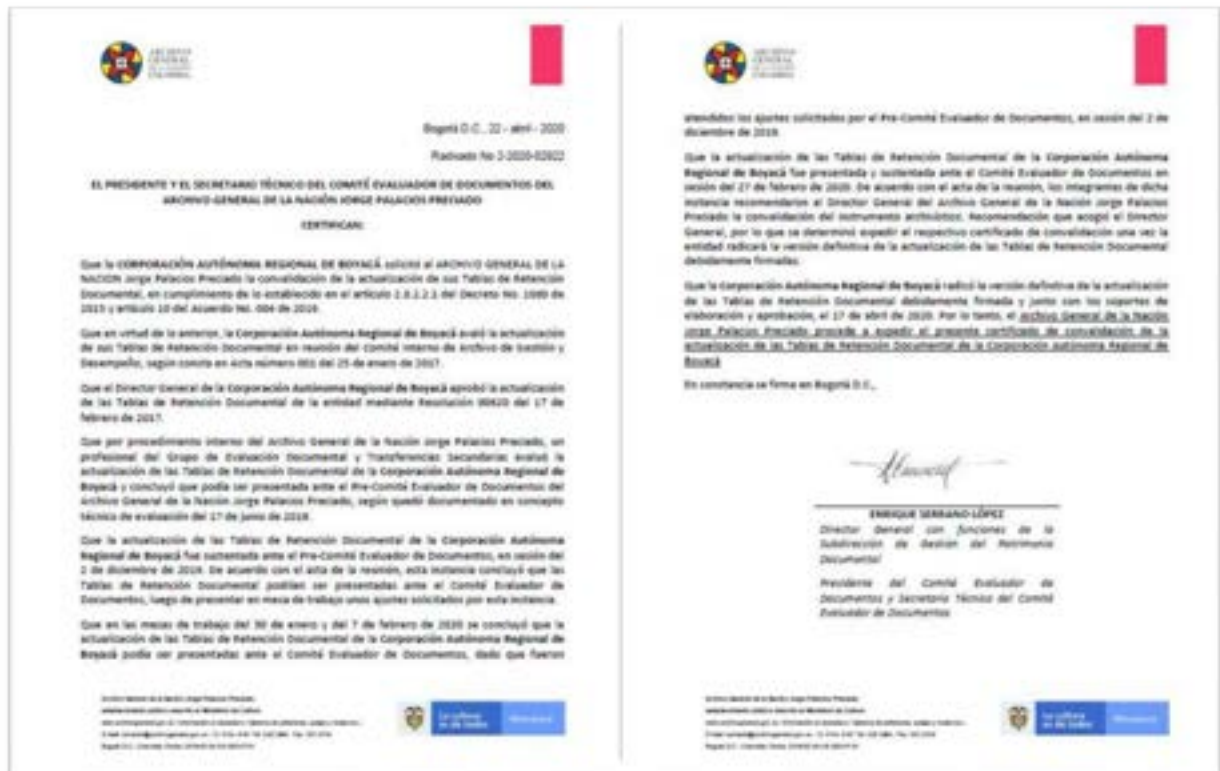 ARCHIVO
GENERAL
COLOMBIA
Bogotá D.C., 22 - abril - 2020
Radicado No 2-2020-02822
EL PRESIDENTE Y EL SECRETARIO TÉCNICO DEL COMITÉ EVALUADOR DE DOCUMENTOS DEL
ARCHIVO GENERAL DE LA NACIÓN JORGE PALACIOS PRECIADO
CERTIFICAN:
Que la CORPORACIÓN AUTÓNOMA REGIONAL DE BOYACÁ solicitó al ARCHIVO GENERAL DE LA
NACIÓN Jorge Palacios Preciado la convalidación de la actualización de sus Tablas de Retención
Documental, en cumplimiento de lo establecido en el artículo 2.8.2.2.1 del Decreto No. 1080 de
2015 y artículo 10 del Acuerdo No. 004 de 2019.
Que en virtud de lo anterior, la Corporación Autónoma Regional de Boyacá avaló la actualización
de sus Tablas de Retención Documental en reunión del Comité Interno de Archivo de Gestión y
Desempeño, según consta en Acta número 001 del 25 de enero de 2017.
Que el Director General de la Corporación Autónoma Regional de Boyacá aprobó la actualización
de las Tablas de Retención Documental de la entidad mediante Resolución del 17 de
febrero de 2017.
Que por procedimiento interno del Archivo General de la Nación Jorge Palacios Preciado, un
profesional del Grupo de Evaluación Documental y Transferencias Secundarias evaluó la
actualización de las Tablas de Retención Documental de la Corporación Autónoma Regional de
Boyacá y concluyó que podía ser presentada ante el Pre-Comité Evaluador de Documentos del
Archivo General de la Nación Jorge Palacios Preciado, según quedó documentado en concepto
técnico de evaluación del 17 de junio de
Que la actualización de las Tablas de Retención Documental de la Corporación Autónoma
Regional de Boyacá fue sustentada ante el Pre-Comité Evaluador de Documentos, en sesión del
2 de diciembre de 2019. De acuerdo con el acta de la reunión, esta instancia concluyó que las
Tablas de Retención Documental podían ser presentadas ante el Comité Evaluador de
Documentos, luego de presentar en mesa de trabajo unos ajustes solicitados por esta instancia.
Que en las mesas de trabajo del 30 de enero y del 7 de febrero de 2020 se concluyó que la
actualización de las Tablas de Retención Documental de la Corporación Autónoma Regional de
Boyacá podía ser presentadas ante el Comité Evaluador de Documentos, dado que fueron
La cultura
es de todos
Mincultura
ARCHIVO
GENERAL
COLOMBIA
atendidos los ajustes solicitados por el Pre-Comité Evaluador de Documentos, en sesión del 2 de
diciembre de 2019.
Que la actualización de las Tablas de Retención Documental de la Corporación Autónoma
Regional de Boyacá fue presentada y sustentada ante el Comité Evaluador de Documentos en
sesión del 27 de febrero de 2020. De acuerdo con el acta de la reunión, los integrantes de dicha
instancia recomendaron al Director General del Archivo General de la Nación Jorge Palacios
Preciado la convalidación del instrumento archivístico. Recomendación que acogió el Director
General, por lo que se determinó expedir el respectivo certificado de convalidación una vez la
entidad radicará la versión definitiva de la actualización de las Tablas de Retención Documental
debidamente firmadas.
Que la Corporación Autónoma Regional de Boyacá radicó la versión definitiva de la actualización
de las Tablas de Retención Documental debidamente firmada y junto con los soportes de
elaboración y aprobación, el 17 de abril de 2020. Por lo tanto, el Archivo General de la Nación
Jorge Palacios Preciado procede a expedir el presente certificado de convalidación de la
actualización de las Tablas de Retención Documental de la Corporación Autónoma Regional de
Boyacá
En constancia se firma en Bogotá D.C.,
ENRIQUE SERRANO LÓPEZ
Director General con funciones de la
Subdirección de Gestión del Patrimonio
Documental
Presidente del Comité Evaluador de
Documentos y Secretario Técnico del Comité
Evaluador de Documentos
La cultura
es de todos
Mincultura